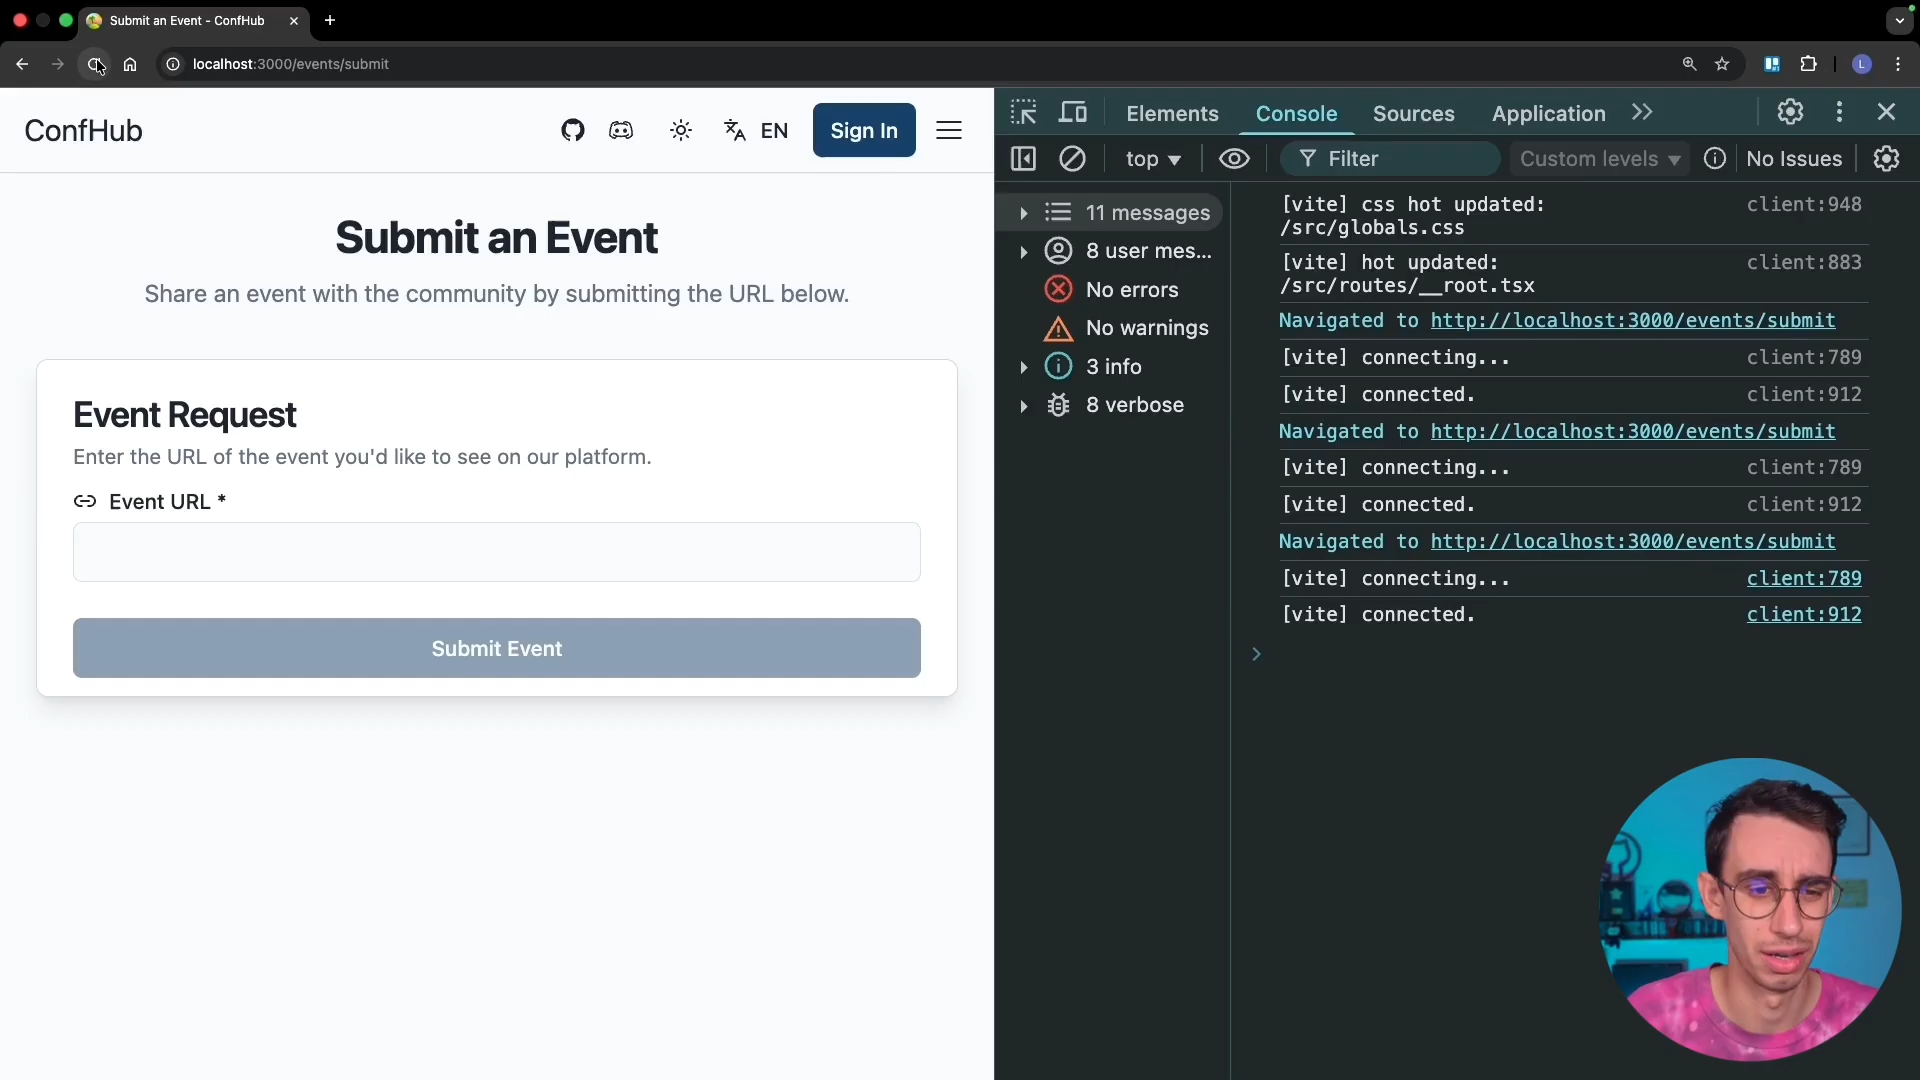 Submit an Event - ConfHub
localhost:3000/events/submit
L
ConfHub
EN
Sign In
Submit an Event
Share an event with the community by submitting the URL below.
Event Request
Enter the URL of the event you'd like to see on our platform.
Event URL *
Submit Event
Elements
Console
Sources
Application
top
Filter
Custom levels
No Issues
11 messages
8 user mes...
No errors
No warnings
3 info
8 verbose
[vite] css hot updated: client:948
/src/globals.css
[vite] hot updated: client:883
/src/routes/__root.tsx
Navigated to http://localhost:3000/events/submit
[vite] connecting... client:789
[vite] connected. client:912
Navigated to http://localhost:3000/events/submit
[vite] connecting... client:789
[vite] connected. client:912
Navigated to http://localhost:3000/events/submit
[vite] connecting... client:789
[vite] connected. client:912